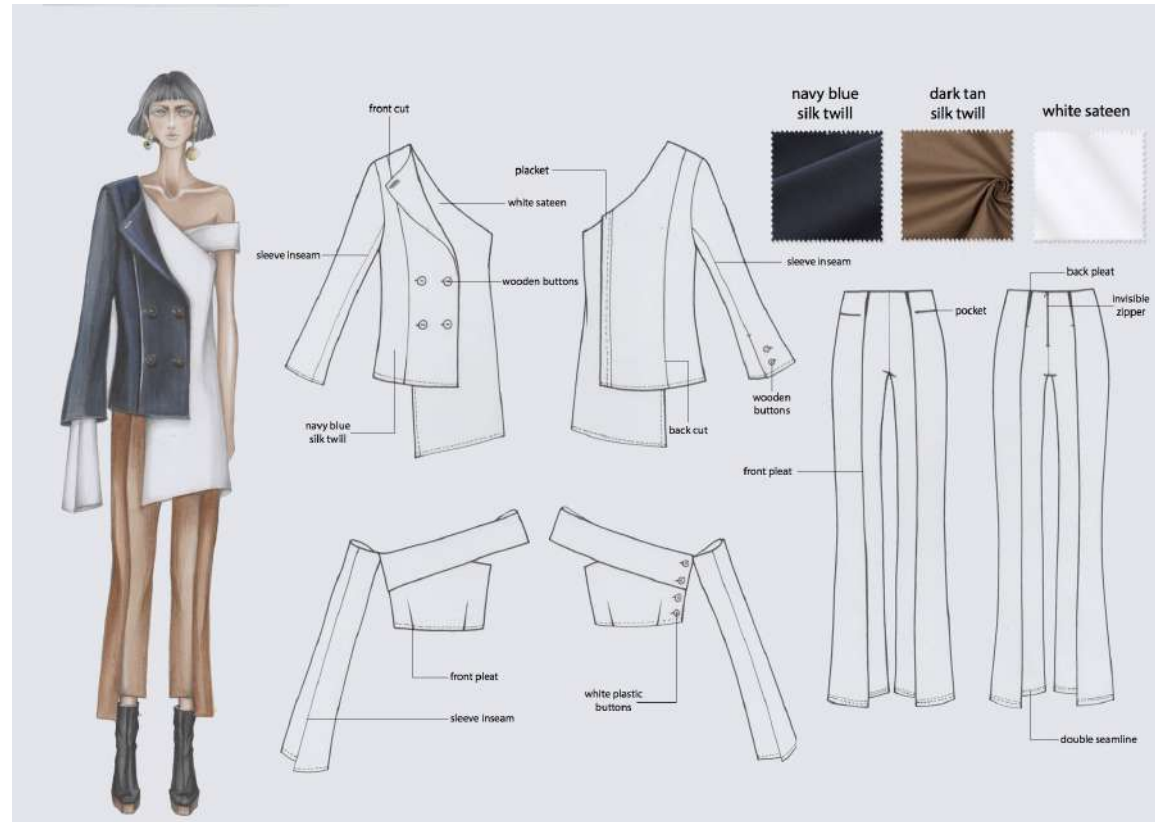 navy blue
silk twill
dark tan
silk twill
white sateen
front cut
placket
white sateen
sleeve inseam
wooden buttons
sleeve inseam
back pleat
invisible
zipper
pocket
wooden
buttons
navy blue
silk twill
back cut
front pleat
front pleat
sleeve inseam
white plastic
buttons
double seamline